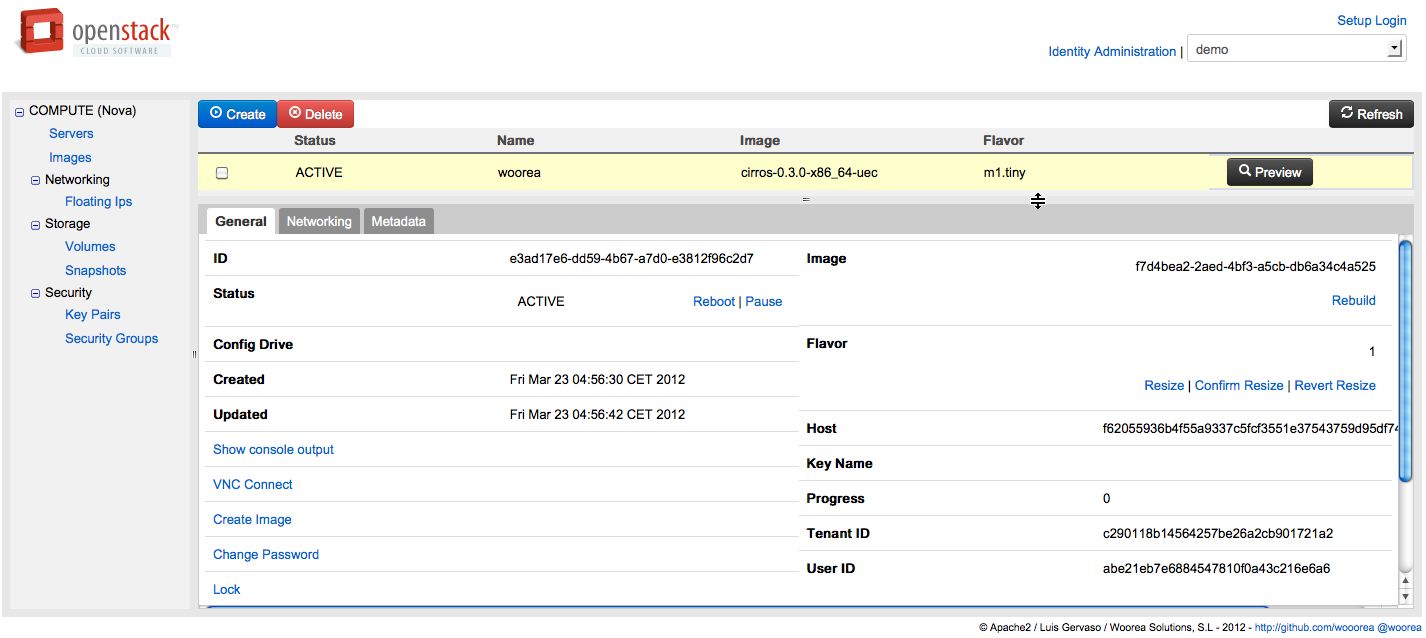 openstack™
CLOUD SOFTWARE
Setup Login
Identity Administration | demo
COMPUTE (Nova)
Servers
Images
Networking
Floating Ips
Storage
Volumes
Snapshots
Security
Key Pairs
Security Groups
Create Delete Refresh
Status Name Image Flavor
ACTIVE woorea cirros-0.3.0-x86_64-uec m1.tiny Preview
General Networking Metadata
ID e3ad17e6-dd59-4b67-a7d0-e3812f96c2d7
Status ACTIVE Reboot | Pause
Config Drive
Created Fri Mar 23 04:56:30 CET 2012
Updated Fri Mar 23 04:56:42 CET 2012
Show console output
VNC Connect
Create Image
Change Password
Lock
Image f7d4bea2-2aed-4bf3-a5cb-db6a34c4a525
Rebuild
Flavor 1
Resize | Confirm Resize | Revert Resize
Host f62055936b4f55a9337c5fcf3551e37543759d95df74
Key Name
Progress 0
Tenant ID c290118b14564257be26a2cb901721a2
User ID abe21eb7e6884547810f0a43c216e6a6
© Apache2 / Luis Gervaso / Woorea Solutions, S.L - 2012 - http://github.com/wooorea @woorea